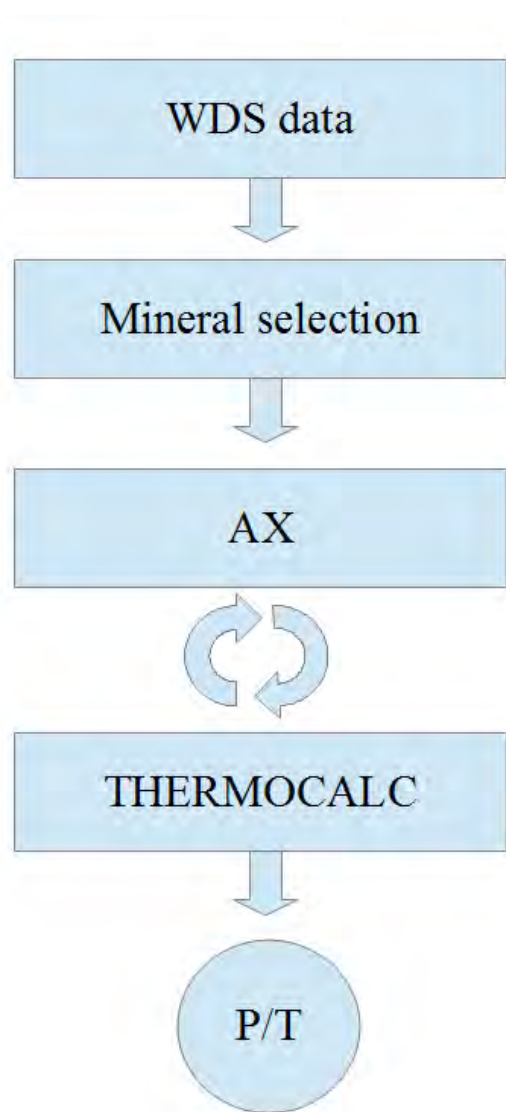 WDS data
Mineral selection
AX
THERMOCALC
P/T